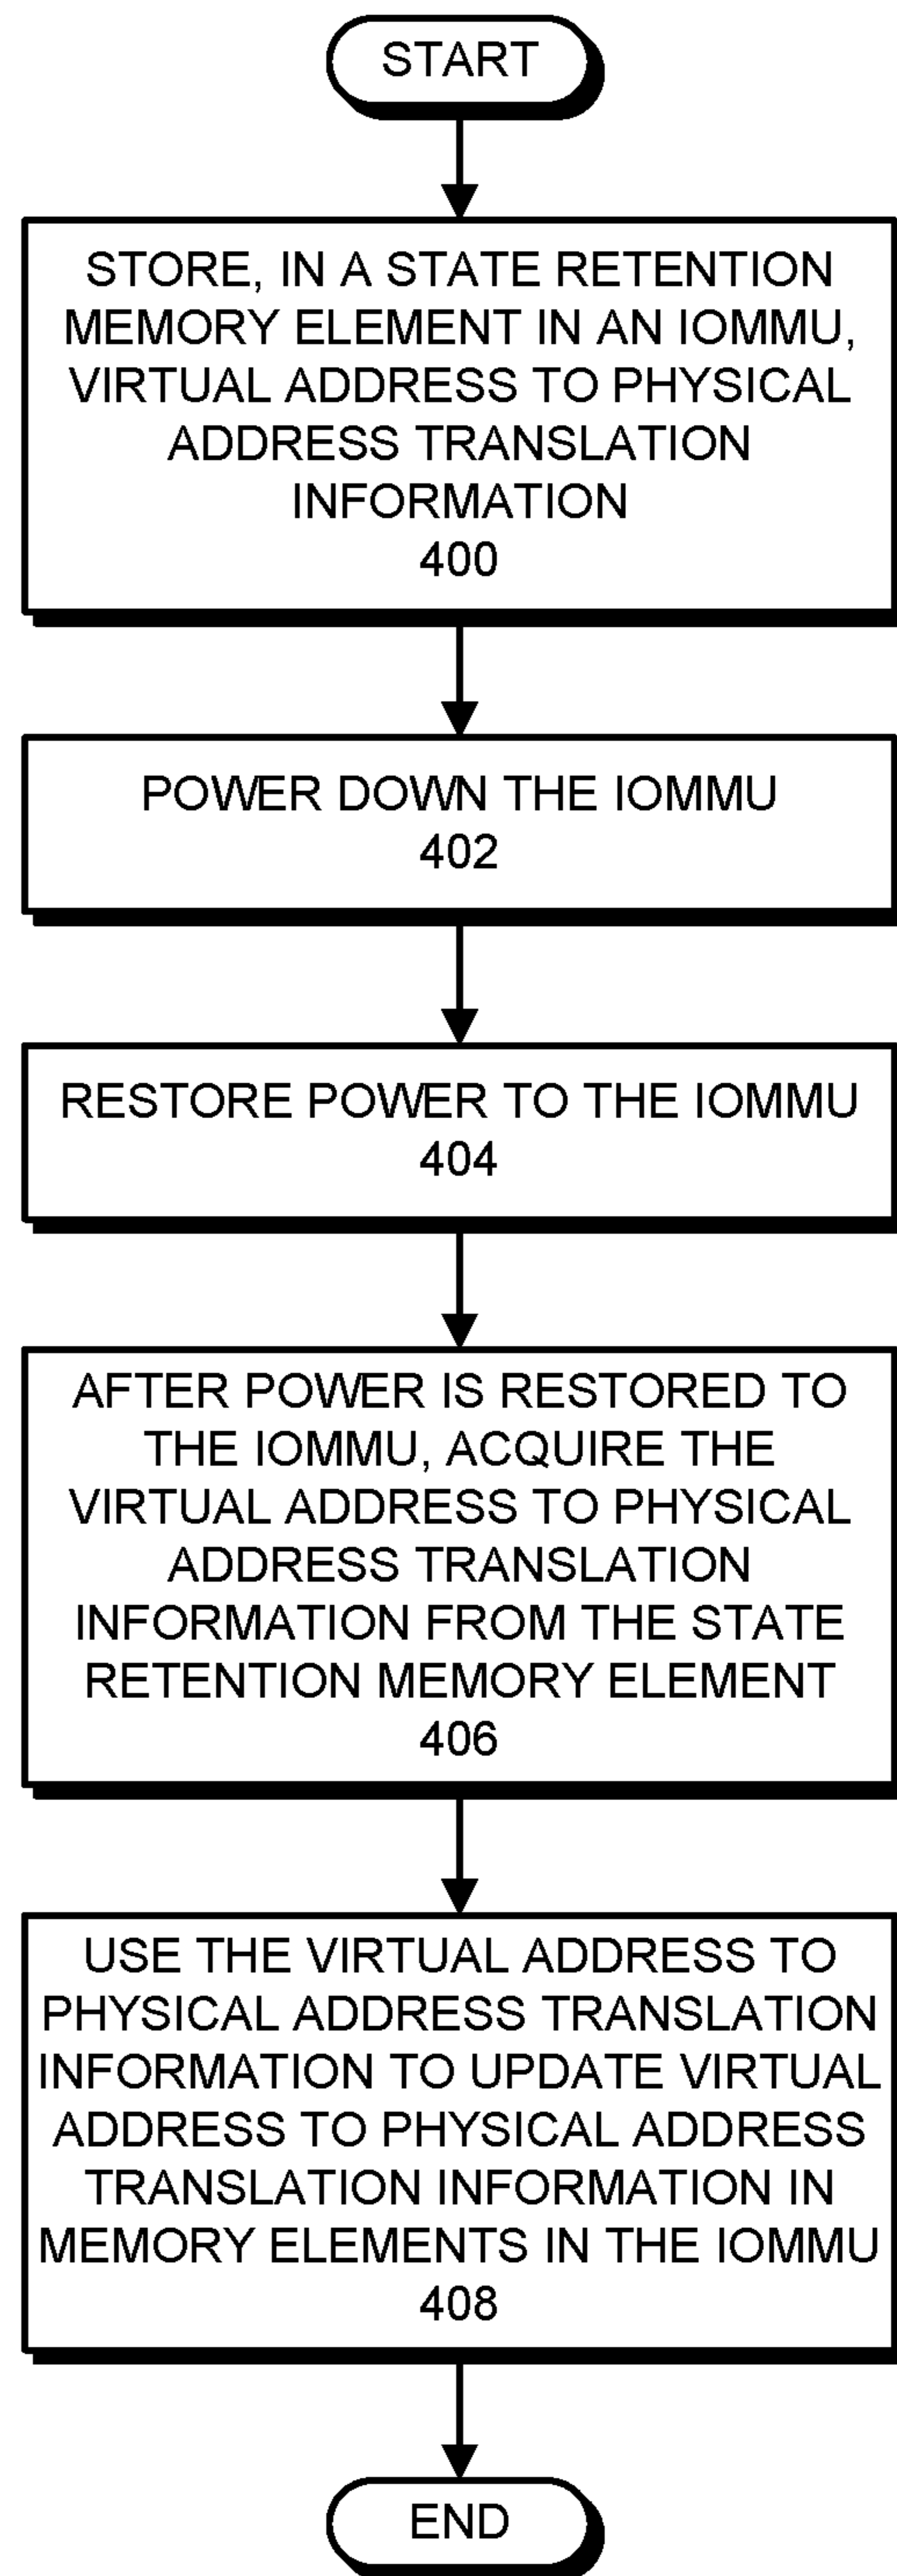 START
STORE, IN A STATE RETENTION
MEMORY ELEMENT IN AN IOMMU,
VIRTUAL ADDRESS TO PHYSICAL
ADDRESS TRANSLATION
INFORMATION
400
POWER DOWN THE IOMMU
402
RESTORE POWER TO THE IOMMU
404
AFTER POWER IS RESTORED TO
THE IOMMU, ACQUIRE THE
VIRTUAL ADDRESS TO PHYSICAL
ADDRESS TRANSLATION
INFORMATION FROM THE STATE
RETENTION MEMORY ELEMENT
406
USE THE VIRTUAL ADDRESS TO
PHYSICAL ADDRESS TRANSLATION
INFORMATION TO UPDATE VIRTUAL
ADDRESS TO PHYSICAL ADDRESS
TRANSLATION INFORMATION IN
MEMORY ELEMENTS IN THE IOMMU
408
END